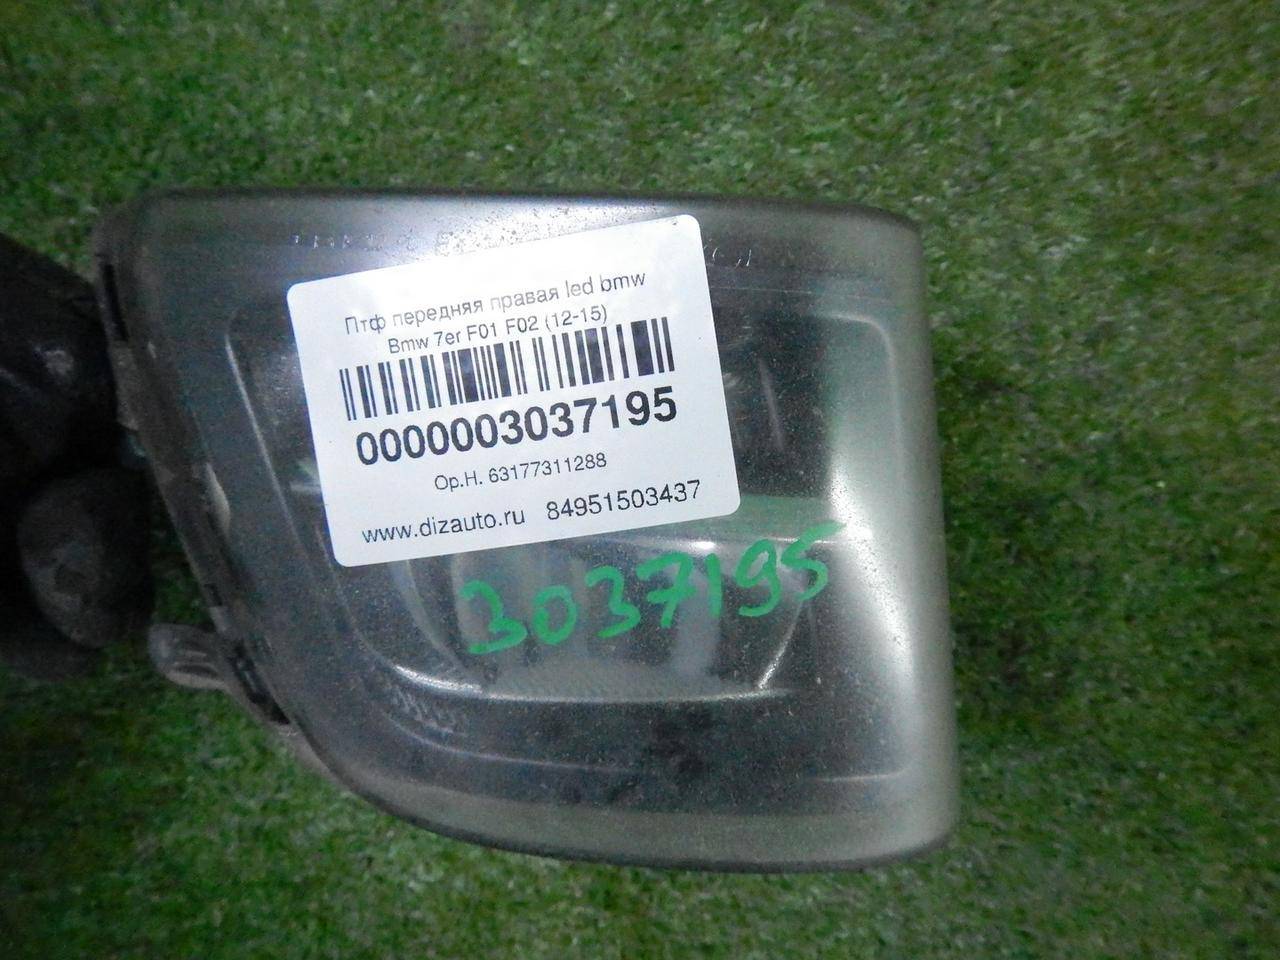 Птф передняя правая led bmw
Bmw 7er F01 F02 (12-15)
0000003037195
Ор.Н. 63177311288
www.dizauto.ru 84951503437
3037195